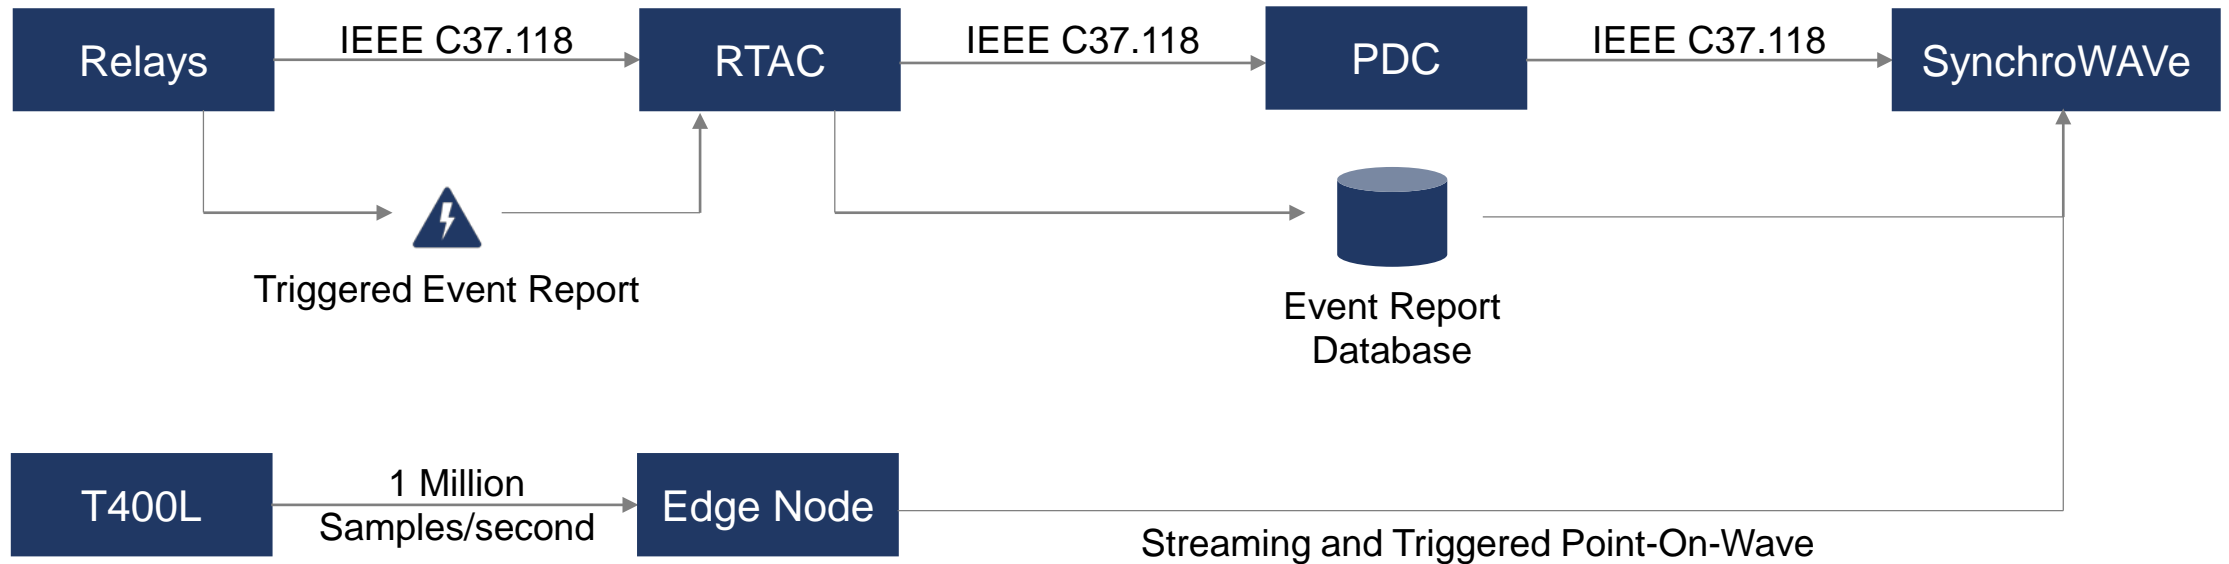 Relays
IEEE C37.118
RTAC
IEEE C37.118
PDC
IEEE C37.118
SynchroWAVe
Triggered Event Report
Event Report
Database
T400L
1 Million
Samples/second
Edge Node
Streaming and Triggered Point-On-Wave